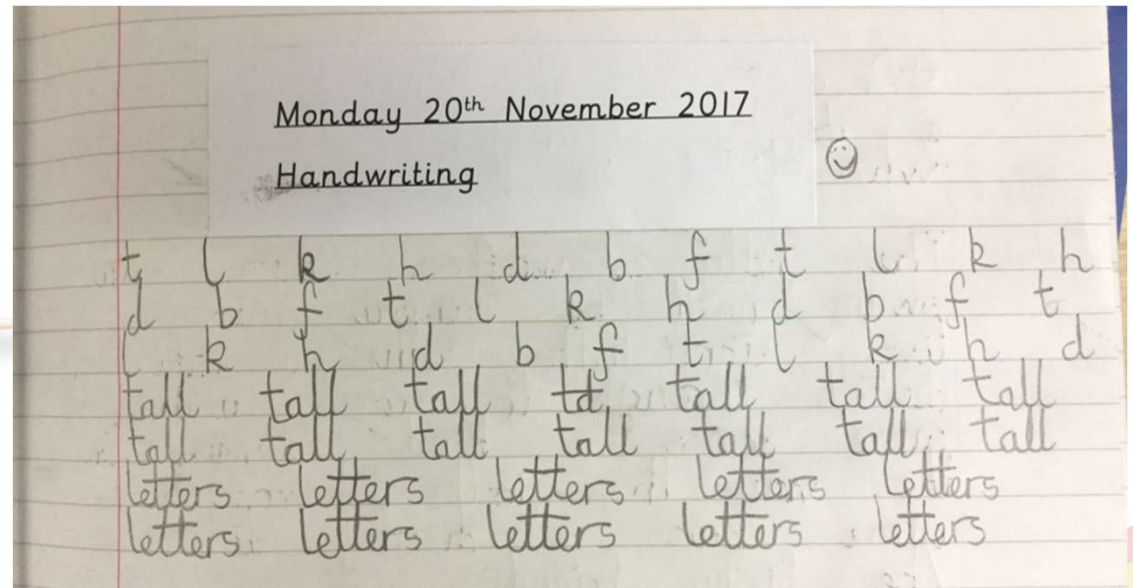 Monday 20th November 2017
Handwriting
t l k h d b f t l k h
d b f t l k h d b f t
l k h d b f t l k h d
tall tall tall td tall tall tall
tall tall tall tall tall tall tall
letters letters letters letters letters
letters letters letters letters letters